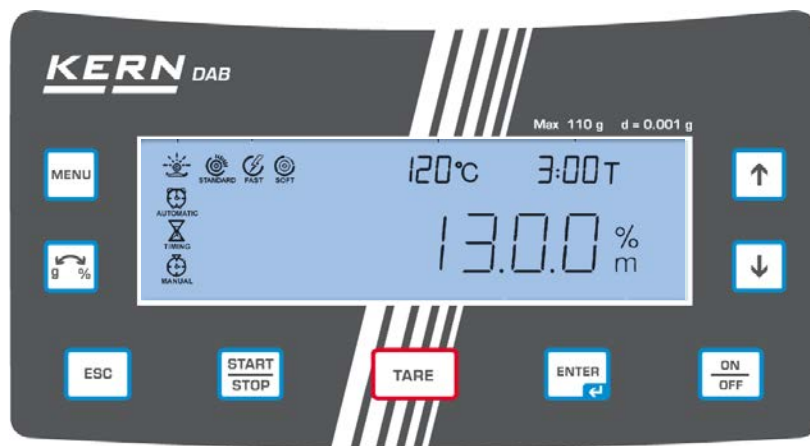 KERN DAB
Max 110 g d = 0.001 g
MENU
STANDARD FAST SOFT
120°C 3:00 T
AUTOMATIC
TIMING
MANUAL
13.0.0 % m
g %
ESC
START
STOP
TARE
ENTER
ON
OFF